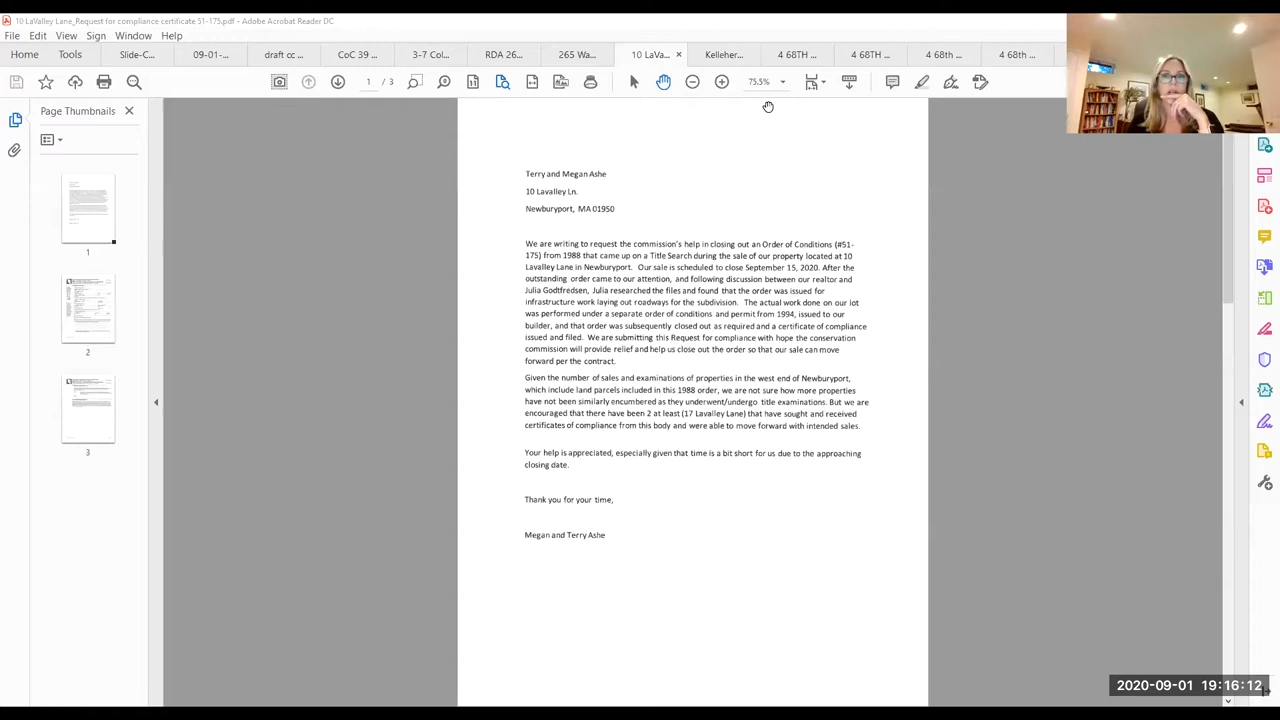 10 LaValley Lane_Request for compliance certificate 51-175.pdf - Adobe Acrobat Reader DC
File Edit View Sign Window Help
Home Tools Slide-C... 09-01-... draft cc ... CoC 39 ... 3-7 Col... RDA 26... 265 Wa... 10 LaVa... × Kelleher... 4 68TH ... 4 68TH ... 4 68th ... 4 68th ...
1 / 3 75.5%
Page Thumbnails
1
2
3
Terry and Megan Ashe
10 Lavalley Ln.
Newburyport, MA 01950
We are writing to request the commission's help in closing out an Order of Conditions (#51-
175) from 1988 that came up on a Title Search during the sale of our property located at 10
Lavalley Lane in Newburyport. Our sale is scheduled to close September 15, 2020. After the
outstanding order came to our attention, and following discussion between our realtor and
Julia Godtfredsen, Julia researched the files and found that the order was issued for
infrastructure work laying out roadways for the subdivision. The actual work done on our lot
was performed under a separate order of conditions and permit from 1994, issued to our
builder, and that order was subsequently closed out as required and a certificate of compliance
issued and filed. We are submitting this Request for compliance with hope the conservation
commission will provide relief and help us close out the order so that our sale can move
forward per the contract.
Given the number of sales and examinations of properties in the west end of Newburyport,
which include land parcels included in this 1988 order, we are not sure how more properties
have not been similarly encumbered as they underwent/undergo title examinations. But we are
encouraged that there have been 2 at least (17 Lavalley Lane) that have sought and received
certificates of compliance from this body and were able to move forward with intended sales.
Your help is appreciated, especially given that time is a bit short for us due to the approaching
closing date.
Thank you for your time,
Megan and Terry Ashe
2020-09-01 19:16:12